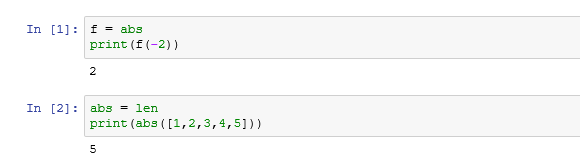 In [1]: f = abs
print(f(-2))
2
In [2]: abs = len
print(abs([1,2,3,4,5]))
5